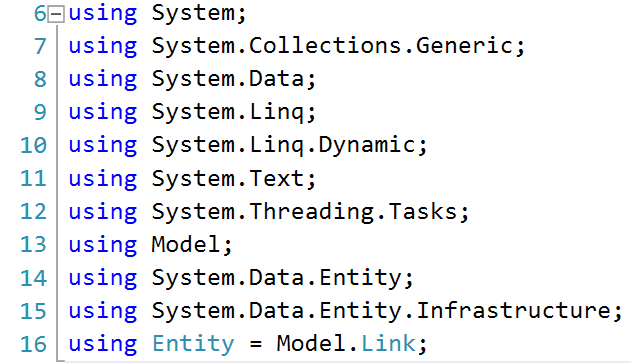 6 using System;
7 using System.Collections.Generic;
8 using System.Data;
9 using System.Linq;
10 using System.Linq.Dynamic;
11 using System.Text;
12 using System.Threading.Tasks;
13 using Model;
14 using System.Data.Entity;
15 using System.Data.Entity.Infrastructure;
16 using Entity = Model.Link;